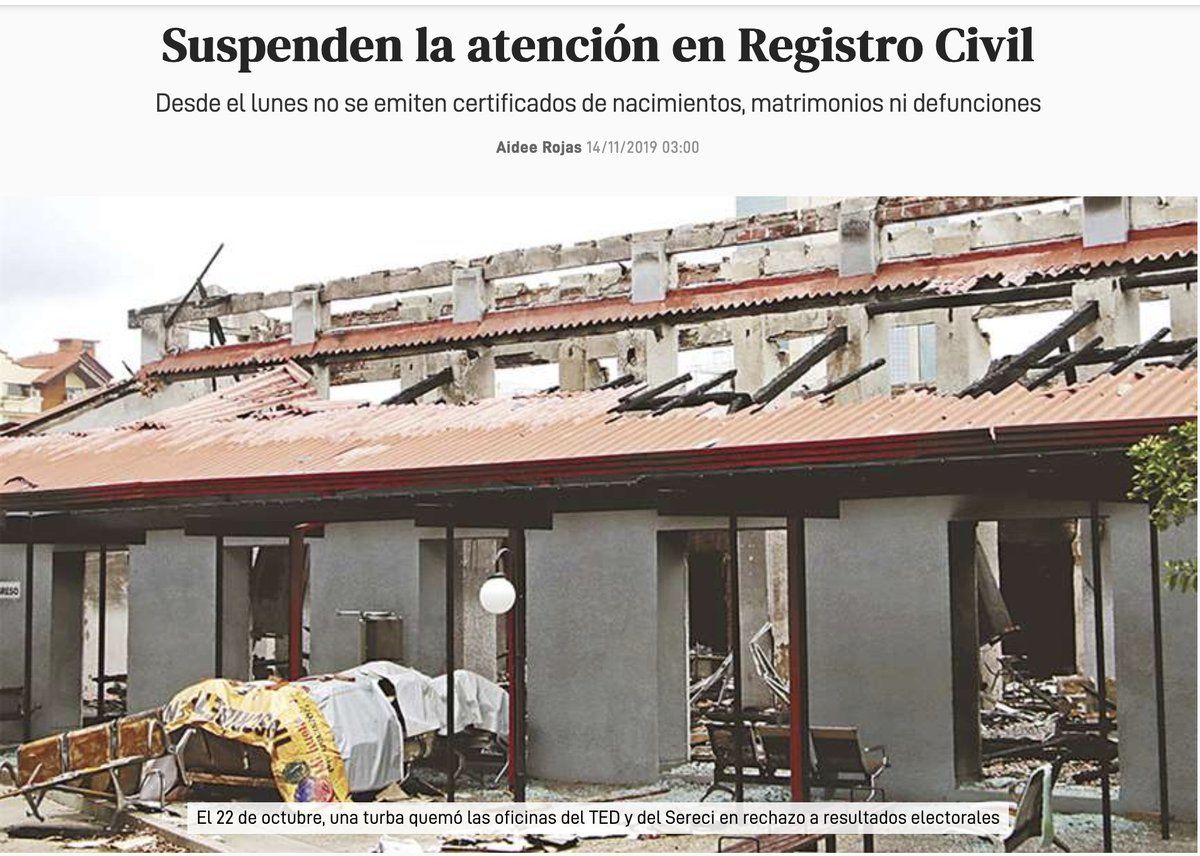 Suspenden la atención en Registro Civil
Desde el lunes no se emiten certificados de nacimientos, matrimonios ni defunciones
Aidee Rojas 14/11/2019 03:00
El 22 de octubre, una turba quemó las oficinas del TED y del Sereci en rechazo a resultados electorales